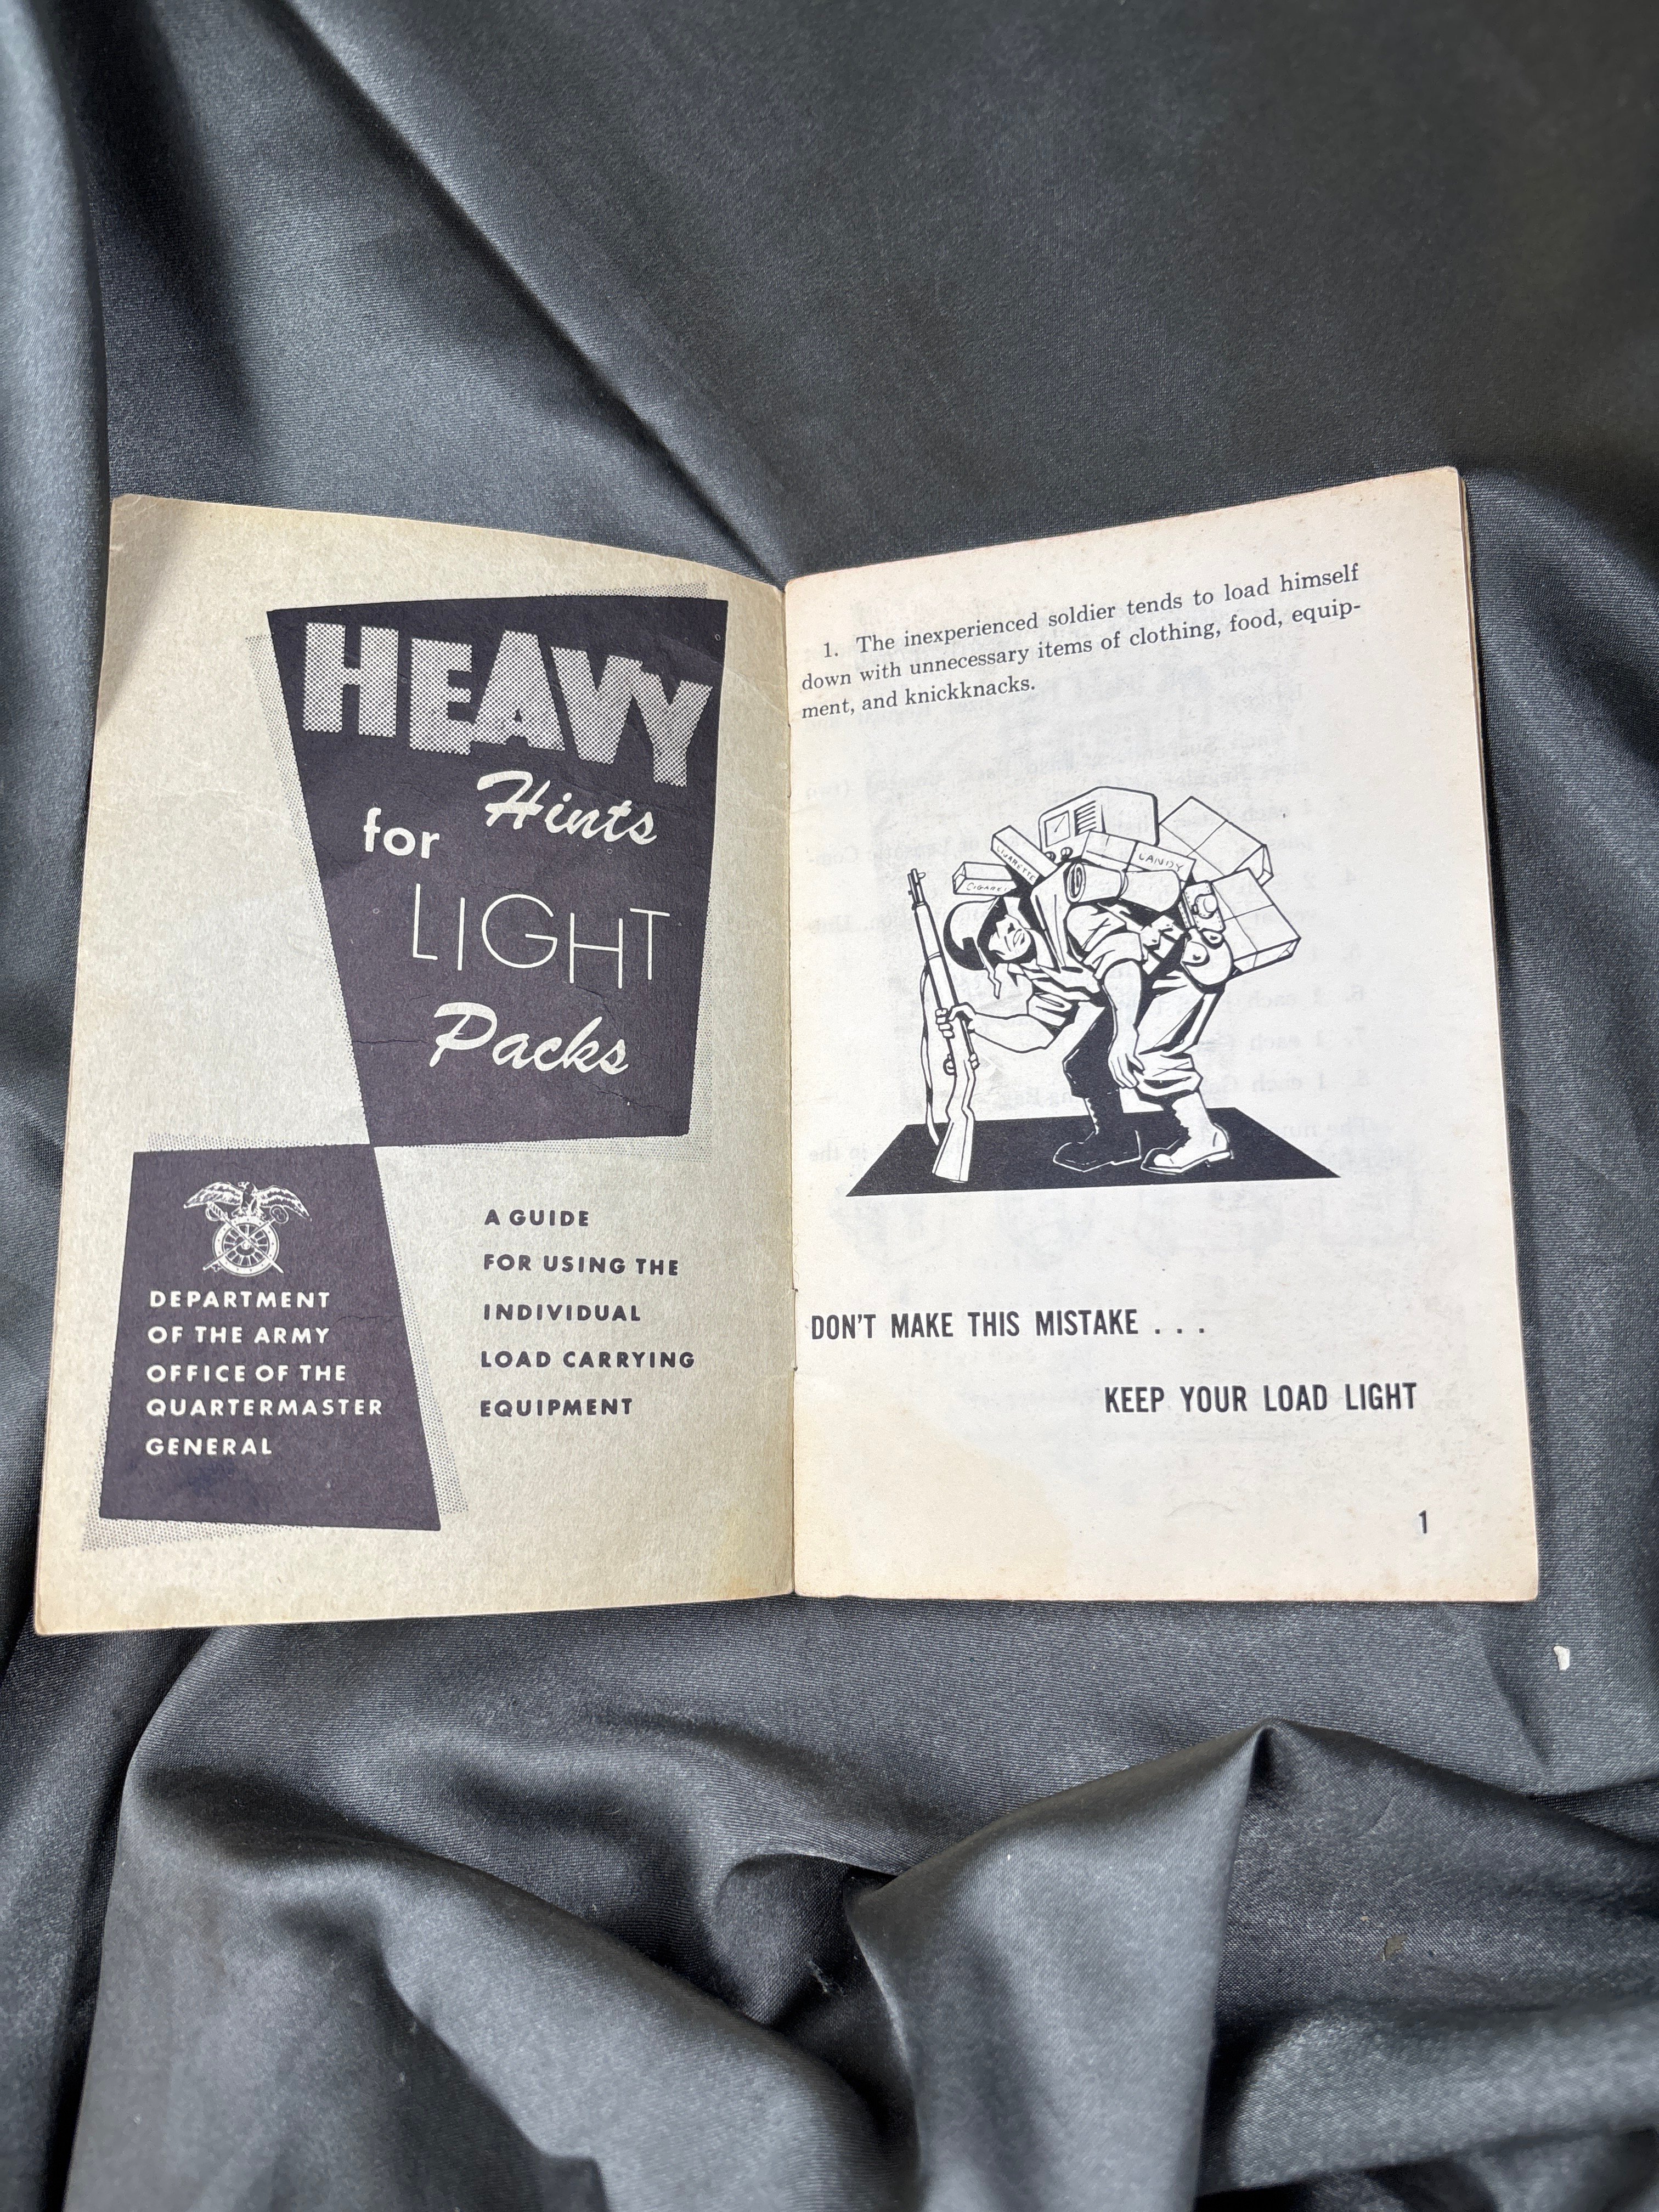 HEAVY
Hints
for
LIGHT
Packs
DEPARTMENT
OF THE ARMY
OFFICE OF THE
QUARTERMASTER
GENERAL
A GUIDE
FOR USING THE
INDIVIDUAL
LOAD CARRYING
EQUIPMENT
1. The inexperienced soldier tends to load himself
down with unnecessary items of clothing, food, equip-
ment, and knickknacks.
CIGARETTE
CANDY
DON'T MAKE THIS MISTAKE . . .
KEEP YOUR LOAD LIGHT
1